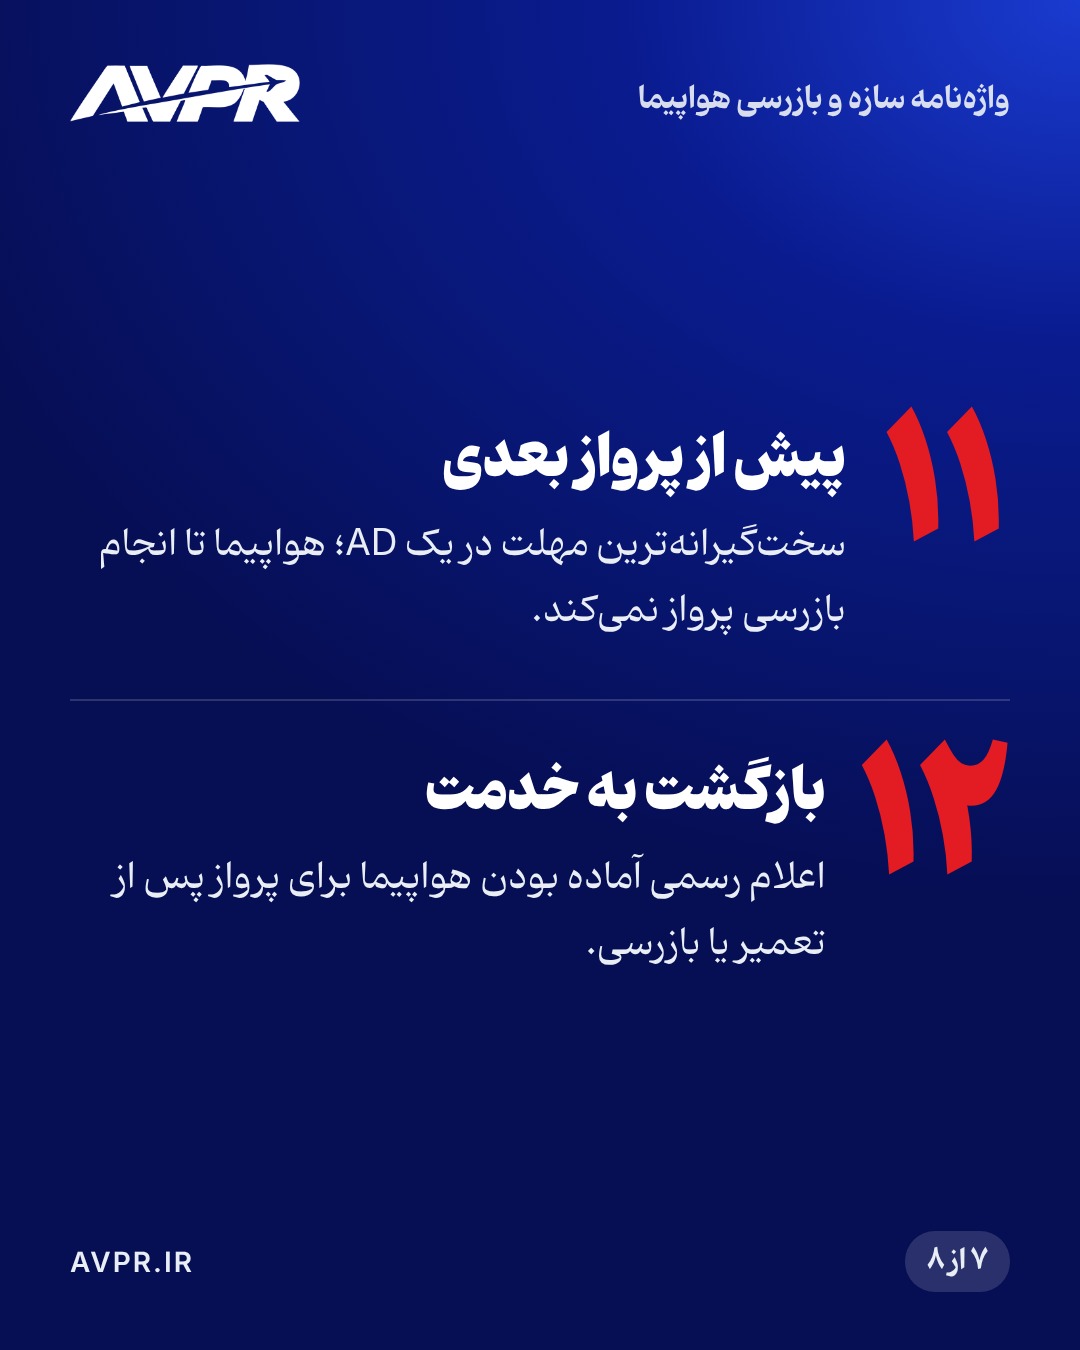 واژه‌نامه سازه و بازرسی هواپیما
AVPR
۱۱
پیش از پرواز بعدی
سخت‌گیرانه‌ترین مهلت در یک AD؛ هواپیما تا انجام
بازرسی پرواز نمی‌کند.
۱۲
بازگشت به خدمت
اعلام رسمی آماده بودن هواپیما برای پرواز پس از
تعمیر یا بازرسی.
۷ از ۸
AVPR.IR